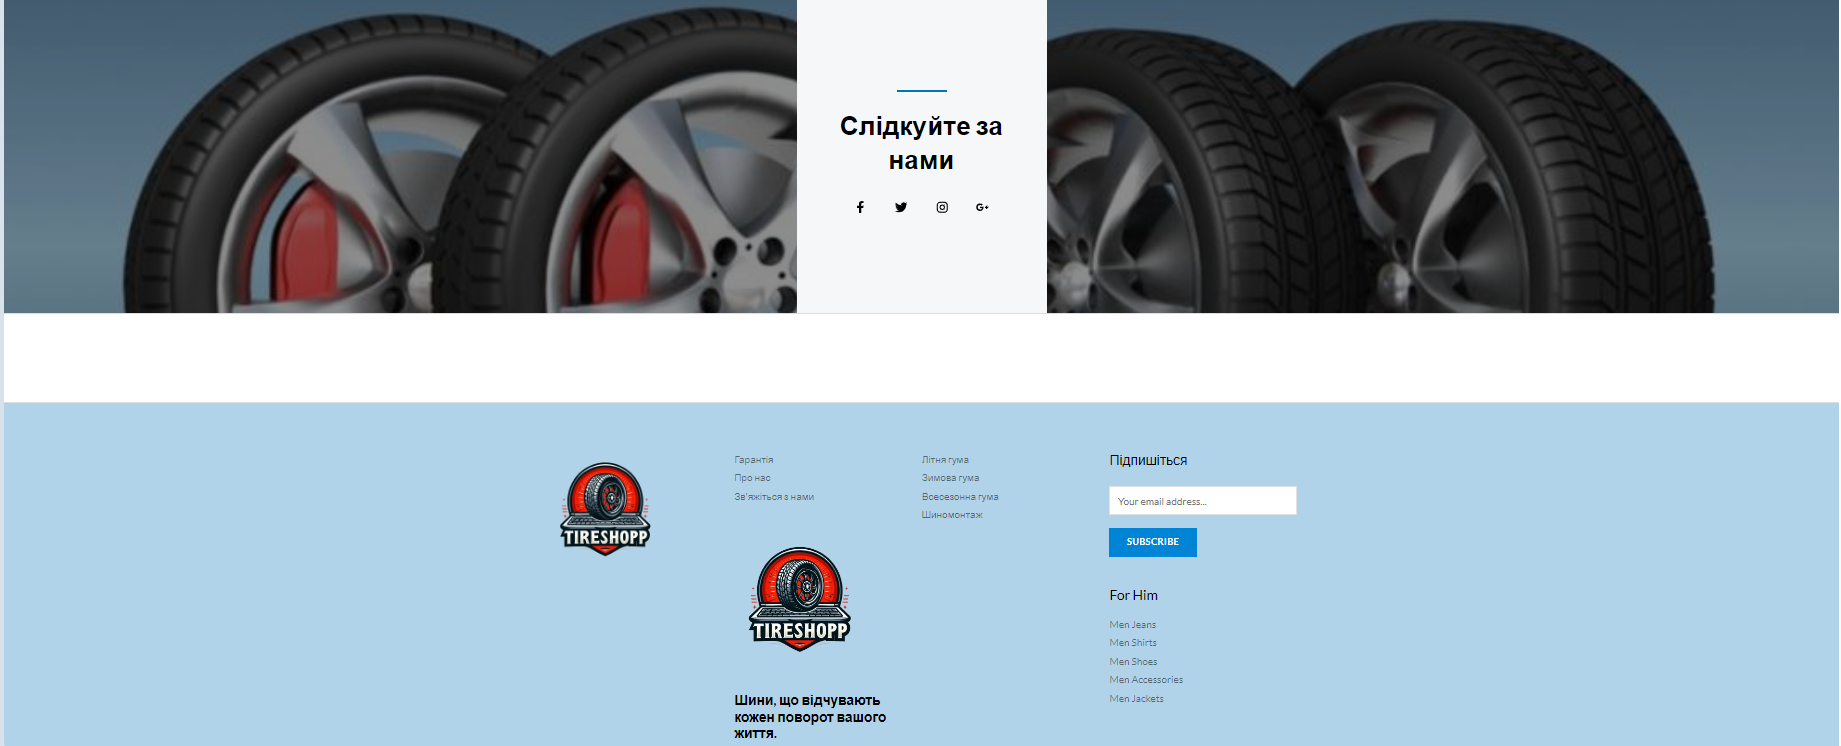 Слідкуйте за
нами
G+
TIRESHOPP
Гарантія
Про нас
Зв'яжіться з нами
TIRESHOPP
Шини, що відчувають
кожен поворот вашого
життя.
Літня гума
Зимова гума
Всесезонна гума
Шиномонтаж
Підпишіться
Your email address...
SUBSCRIBE
For Him
Men Jeans
Men Shirts
Men Shoes
Men Accessories
Men Jackets